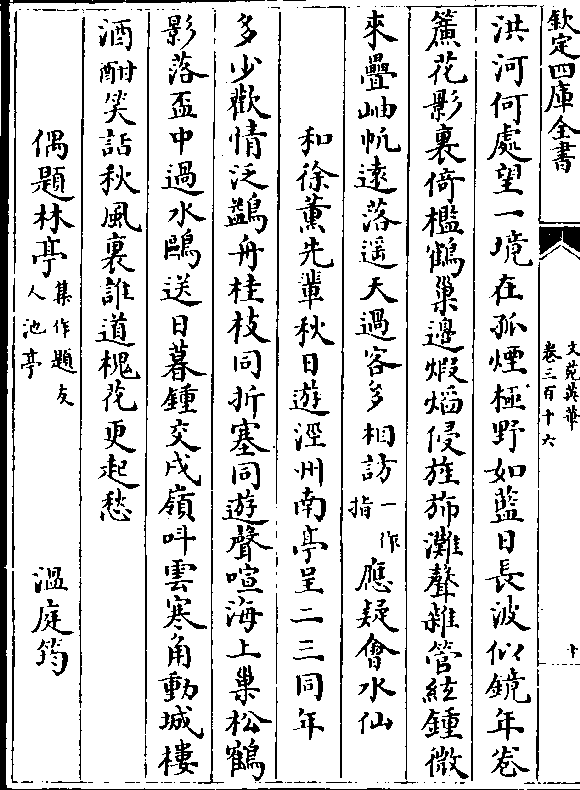 欽定四庫全書
文苑英華
卷三百十六
十
洪河何處望一境在孤煙極野如藍日長波似鏡年卷
簾花影裏倚檻鶴巢邊煅焰侵旌斾灘聲雜管絃鍾微
來疊岫帆遠落遥天過客多相訪一作指應疑會水仙
和徐薰先輩秋日遊涇州南亭呈二三同年
多少歡情泛鷁舟桂枝同折塞同遊聲喧海上巢松鶴
影落盃中過水鷗送日暮鍾交戍嶺呌雲寒角動城樓
酒酣笑詁秋風裏誰道槐花更起愁
偶題林亭集作題友人池亭 温庭筠